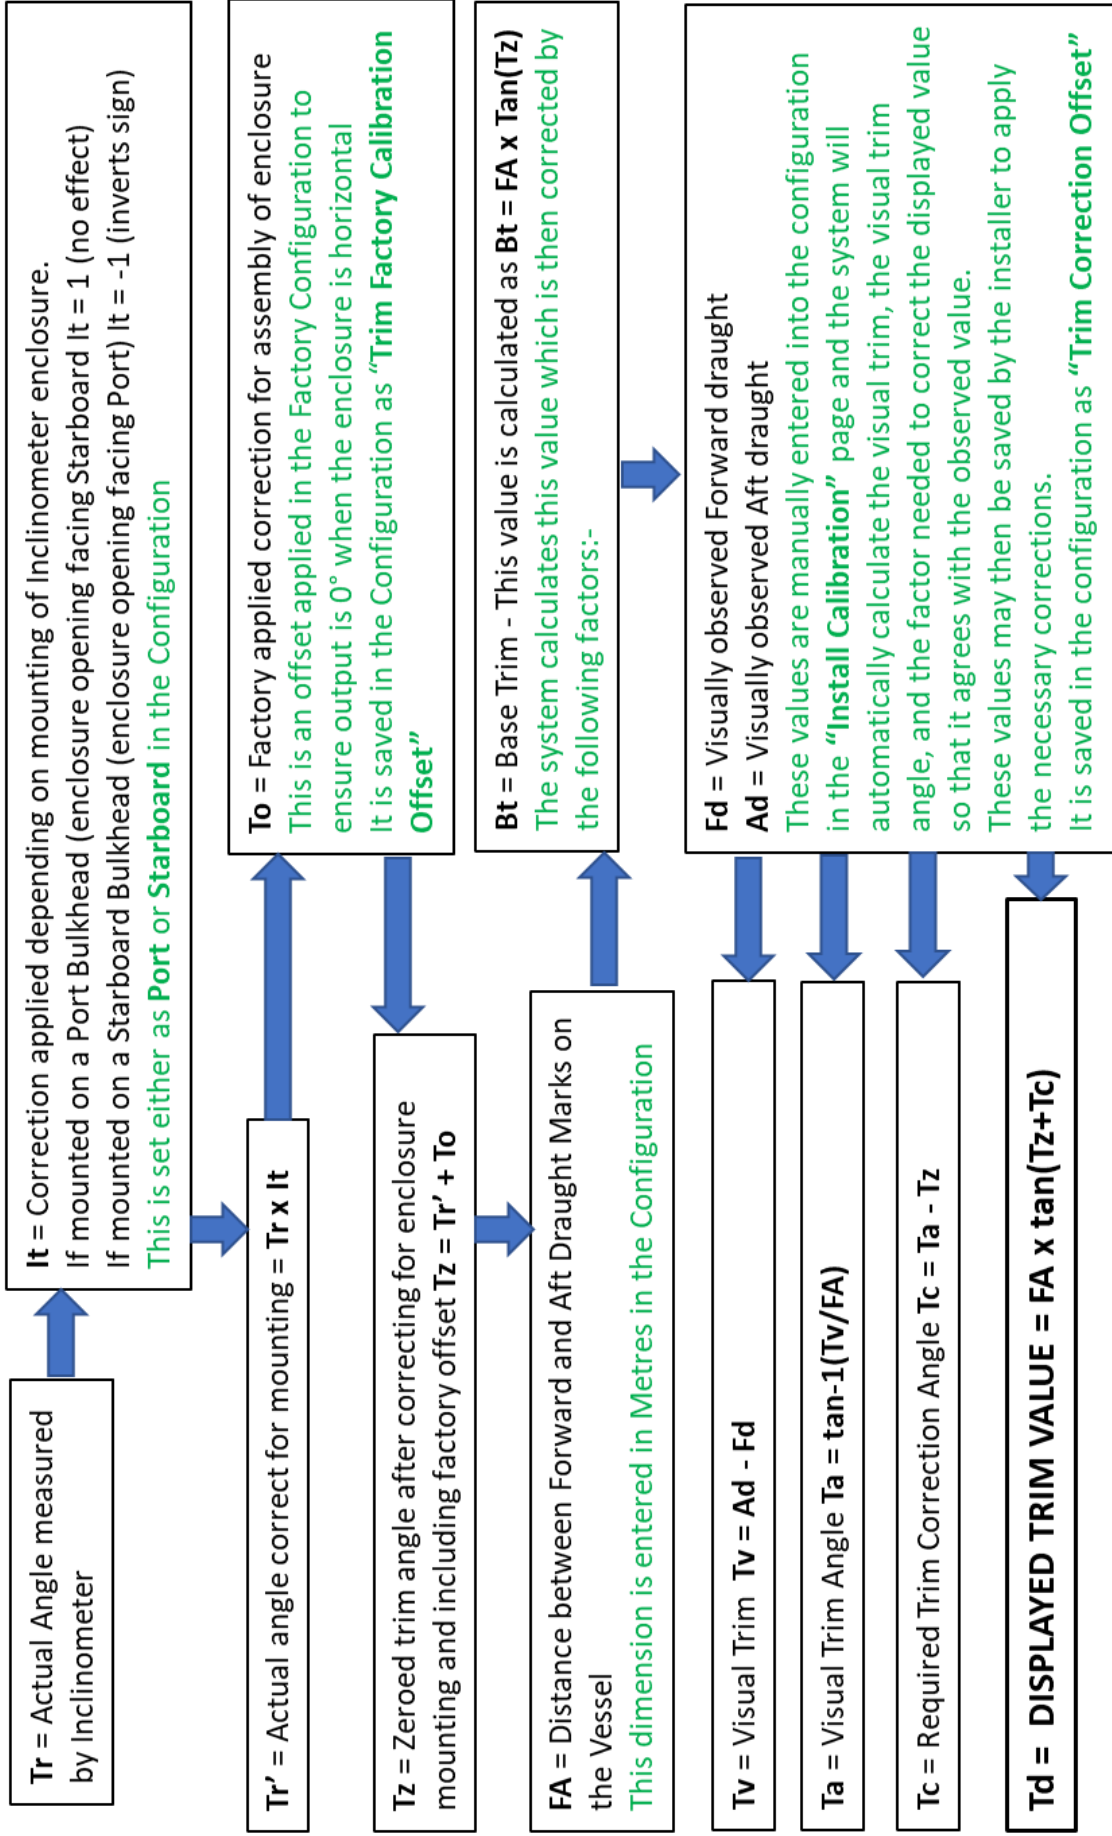 Tr = Actual Angle measured
by Inclinometer
It = Correction applied depending on mounting of Inclinometer enclosure.
If mounted on a Port Bulkhead (enclosure opening facing Starboard It = 1 (no effect)
If mounted on a Starboard Bulkhead (enclosure opening facing Port) It = -1 (inverts sign)
This is set either as Port or Starboard in the Configuration
Tr’ = Actual angle correct for mounting = Tr x It
To = Factory applied correction for assembly of enclosure
This is an offset applied in the Factory Configuration to
ensure output is 0° when the enclosure is horizontal
It is saved in the Configuration as “Trim Factory Calibration
Offset”
Tz = Zeroed trim angle after correcting for enclosure
mounting and including factory offset Tz = Tr’ + To
FA = Distance between Forward and Aft Draught Marks on
the Vessel
This dimension is entered in Metres in the Configuration
Bt = Base Trim - This value is calculated as Bt = FA x Tan(Tz)
The system calculates this value which is then corrected by
the following factors:-
Fd = Visually observed Forward draught
Ad = Visually observed Aft draught
These values are manually entered into the configuration
in the “Install Calibration” page and the system will
automatically calculate the visual trim, the visual trim
angle, and the factor needed to correct the displayed value
so that it agrees with the observed value.
These values may then be saved by the installer to apply
the necessary corrections.
It is saved in the configuration as “Trim Correction Offset”
Tv = Visual Trim Tv = Ad - Fd
Ta = Visual Trim Angle Ta = tan-1(Tv/FA)
Tc = Required Trim Correction Angle Tc = Ta - Tz
Td = DISPLAYED TRIM VALUE = FA x tan(Tz+Tc)